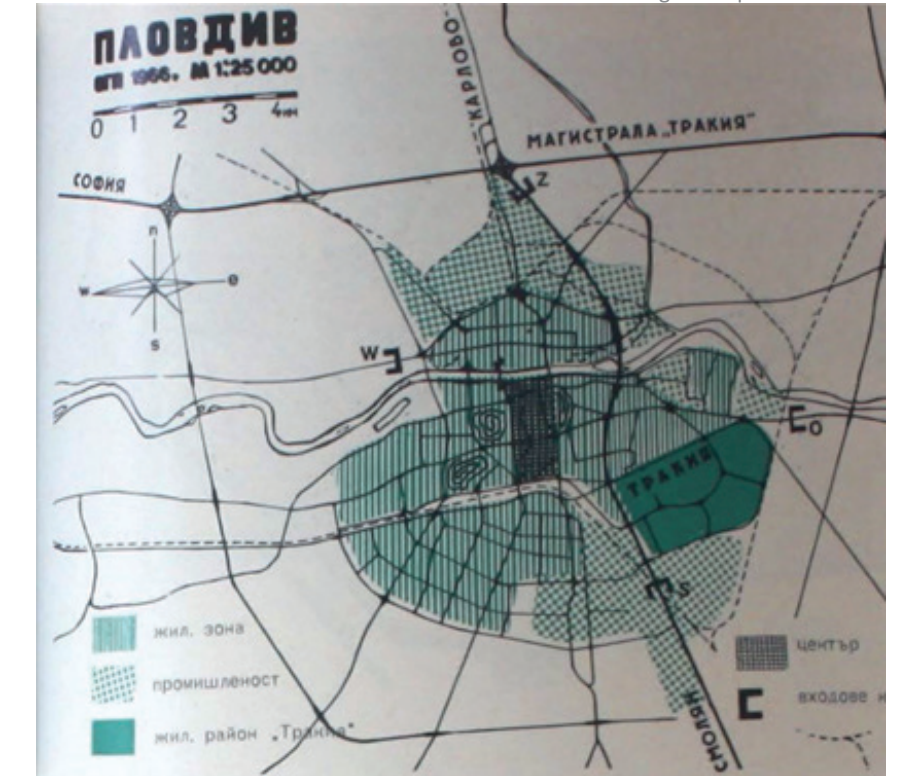 ПЛОВДИВ
ОГП 1966. М 1:25 000
0 1 2 3 4км
КАРЛОВО
МАГИСТРАЛА „ТРАКИЯ"
СОФИЯ
Z
n
w o
s
W
O
ТРАКИЯ
S
СМОЛЯН
жил. зона
промишленост
жил. район „Тракия"
център
входове